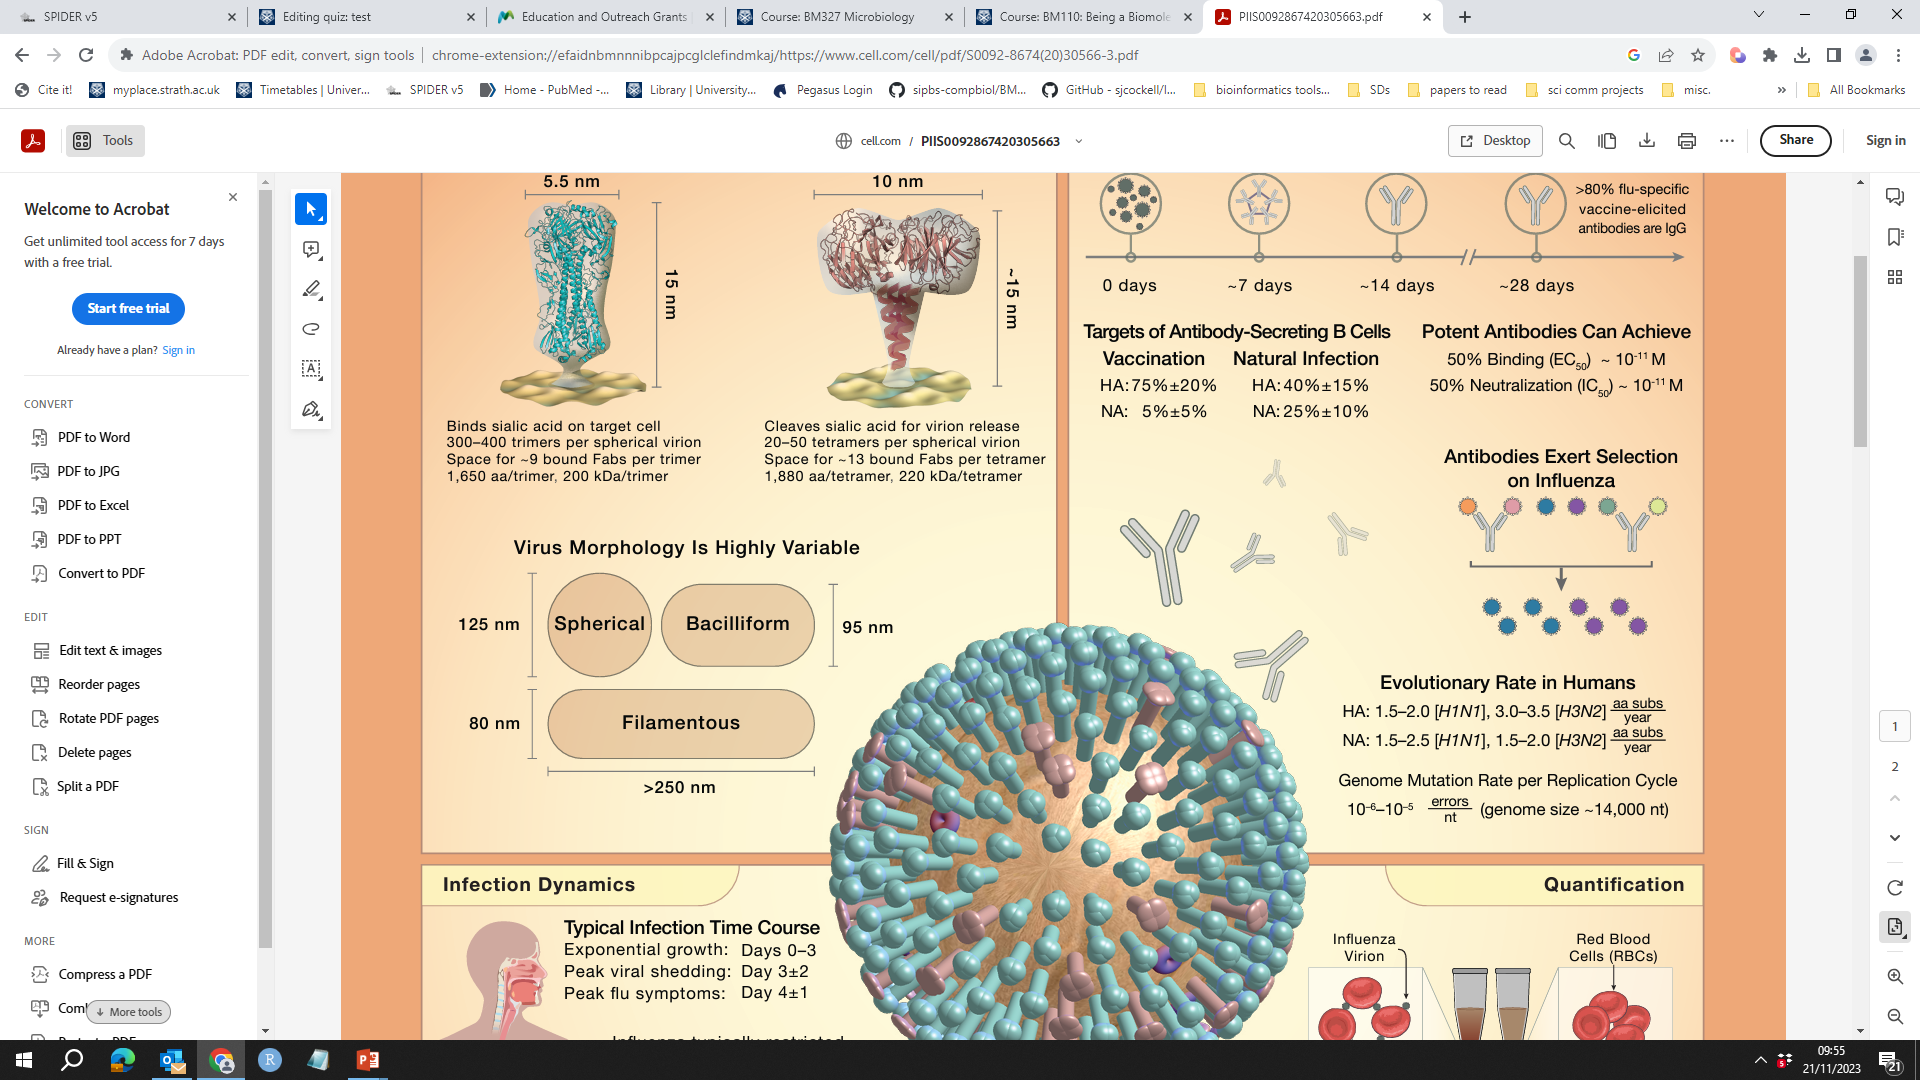 SPIDER v5
Editing quiz: test
Education and Outreach Grants
Course: BM327 Microbiology
Course: BM110: Being a Biomole
PIIS0092867420305663.pdf
Adobe Acrobat: PDF edit, convert, sign tools
chrome-extension://efaidnbmnnnibpcajpcglclefindmkaj/https://www.cell.com/cell/pdf/S0092-8674(20)30566-3.pdf
Cite it!
myplace.strath.ac.uk
Timetables | Univer...
SPIDER v5
Home - PubMed -...
Library | University...
Pegasus Login
sipbs-compbiol/BM...
GitHub - sjcockell/I...
bioinformatics tools...
SDs
papers to read
sci comm projects
misc.
»
All Bookmarks
Tools
cell.com / PIIS0092867420305663
Desktop
Share
Sign in
Welcome to Acrobat
Get unlimited tool access for 7 days
with a free trial.
Start free trial
Already have a plan? Sign in
CONVERT
PDF to Word
PDF to JPG
PDF to Excel
PDF to PPT
Convert to PDF
EDIT
Edit text & images
Reorder pages
Rotate PDF pages
Delete pages
Split a PDF
SIGN
Fill & Sign
Request e-signatures
MORE
Compress a PDF
More tools
5.5 nm
15 nm
10 nm
~15 nm
Binds sialic acid on target cell
300–400 trimers per spherical virion
Space for ~9 bound Fabs per trimer
1,650 aa/trimer, 200 kDa/trimer
Cleaves sialic acid for virion release
20–50 tetramers per spherical virion
Space for ~13 bound Fabs per tetramer
1,880 aa/tetramer, 220 kDa/tetramer
Virus Morphology Is Highly Variable
125 nm
Spherical
Bacilliform
95 nm
80 nm
Filamentous
>250 nm
>80% flu-specific
vaccine-elicited
antibodies are IgG
0 days
~7 days
~14 days
~28 days
Targets of Antibody-Secreting B Cells
Vaccination
Natural Infection
HA: 75%±20%
HA: 40%±15%
NA: 5%±5%
NA: 25%±10%
Potent Antibodies Can Achieve
50% Binding (EC50) ~ 10-11 M
50% Neutralization (IC50) ~ 10-11 M
Antibodies Exert Selection
on Influenza
Evolutionary Rate in Humans
HA: 1.5–2.0 [H1N1], 3.0–3.5 [H3N2] aa subs
year
NA: 1.5–2.5 [H1N1], 1.5–2.0 [H3N2] aa subs
year
Genome Mutation Rate per Replication Cycle
10–6–10–5 errors
nt
(genome size ~14,000 nt)
Infection Dynamics
Typical Infection Time Course
Exponential growth: Days 0–3
Peak viral shedding: Day 3±2
Peak flu symptoms: Day 4±1
Quantification
Influenza
Virion
Red Blood
Cells (RBCs)
1
2
09:55
21/11/2023
21